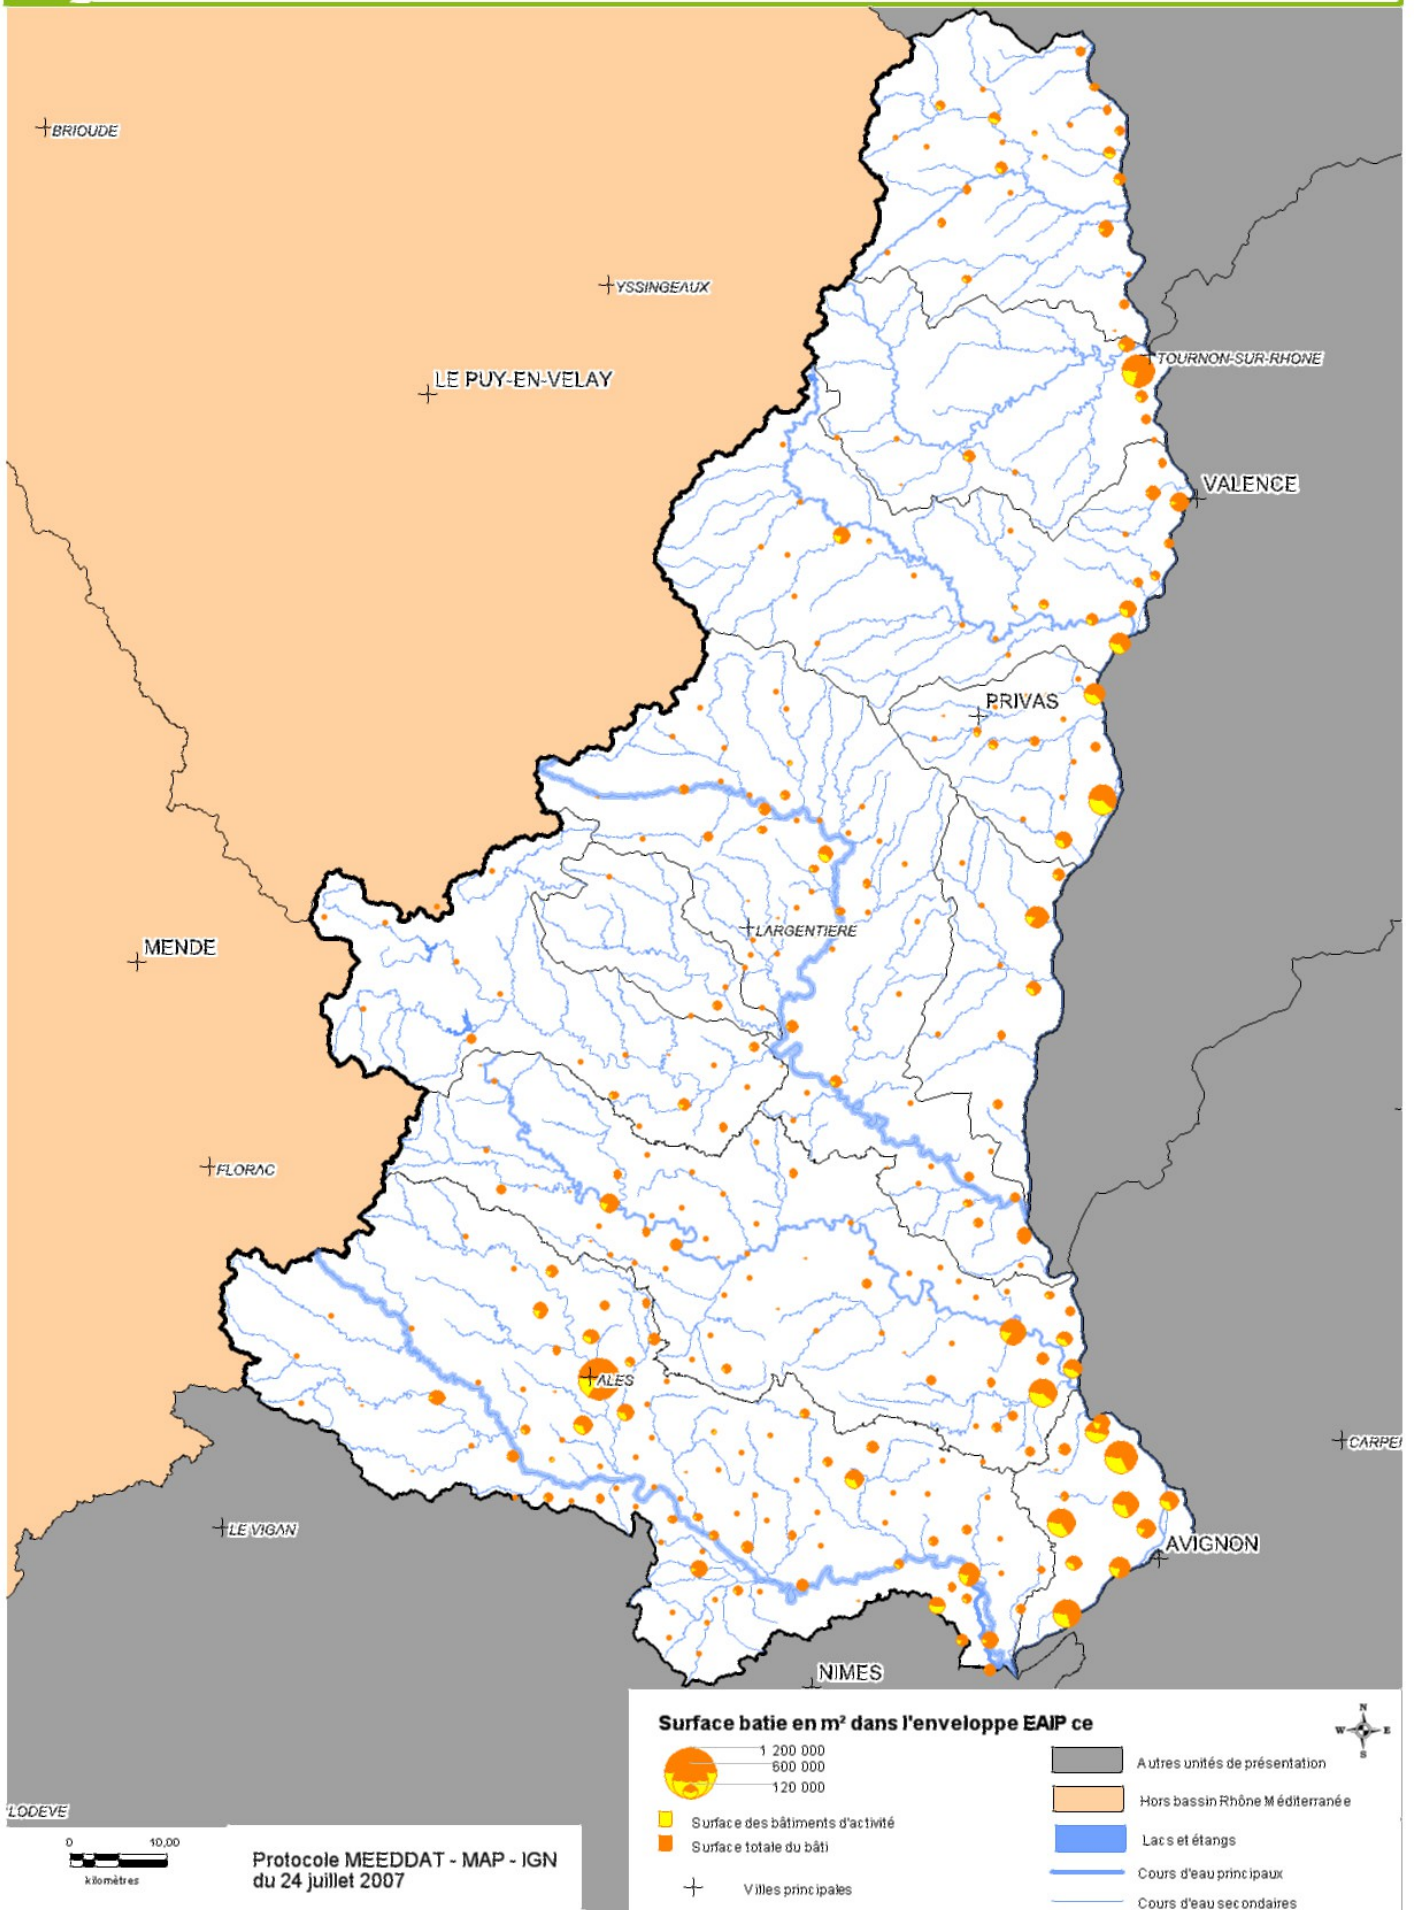 BRIOUDE
YSSINGEAUX
TOURNON-SUR-RHONE
LE PUY-EN-VELAY
VALENCE
PRIVAS
LARGENTIERE
MENDE
FLORAC
ALES
CARPE
LE VIGAN
AVIGNON
NIMES
LODEVE
Surface batie en m² dans l'enveloppe EAIP ce
1 200 000
600 000
120 000
Surface des bâtiments d'activité
Surface totale du bâti
Villes principales
N
W E
S
Autres unités de présentation
Hors bassin Rhône Méditerranée
Lacs et étangs
Cours d'eau principaux
Cours d'eau secondaires
0 10,00
kilomètres
Protocole MEEDDAT - MAP - IGN
du 24 juillet 2007